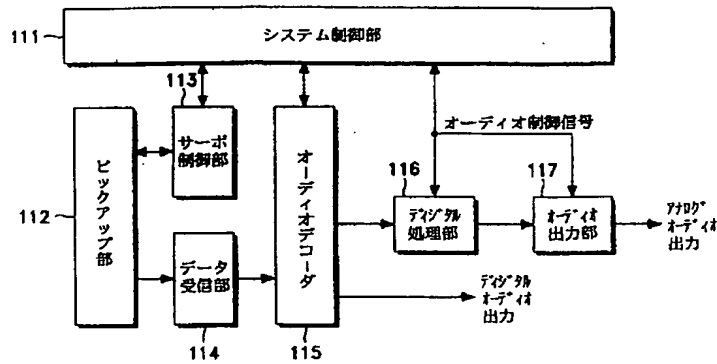 111
システム制御部
113
サーボ
制御部
オーディオ制御信号
112
ピックアップ部
オーディオデコーダ
116
ディジタル
処理部
117
オーディオ
出力部
アナログ
オーディオ
出力
データ
受信部
ディジタル
オーディオ
出力
114
115